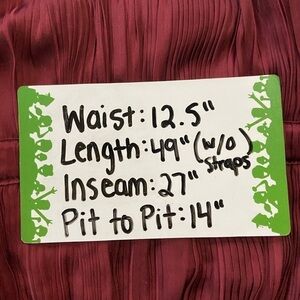 Waist: 12.5"
Length: 49" (w/o straps)
Inseam: 27"
Pit to Pit: 14"